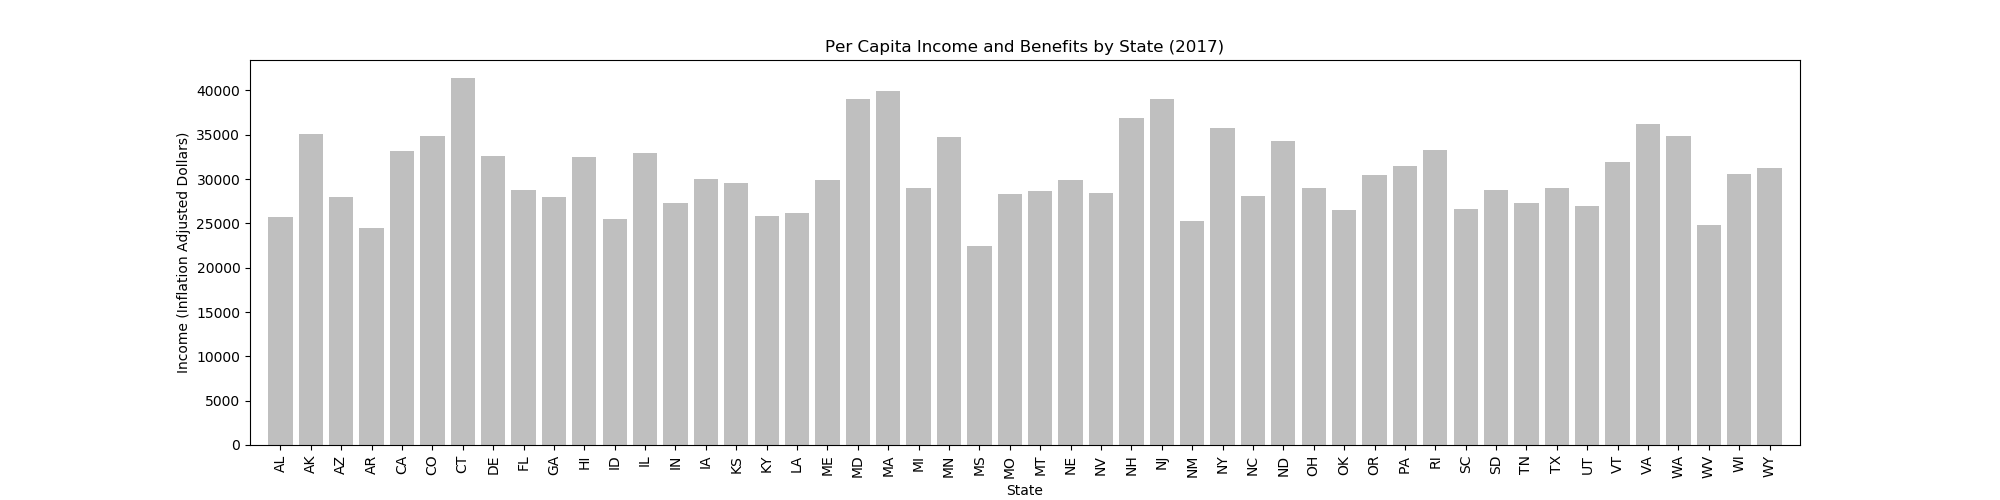 Per Capita Income and Benefits by State (2017)
Income (Inflation Adjusted Dollars)
40000
35000
30000
25000
20000
15000
10000
5000
0
AL AK AZ AR CA CO CT DE FL GA HI ID IL IN IA KS KY LA ME MD MA MI MN MS MO MT NE NV NH NJ NM NY NC ND OH OK OR PA RI SC SD TN TX UT VT VA WA WV WI WY
State